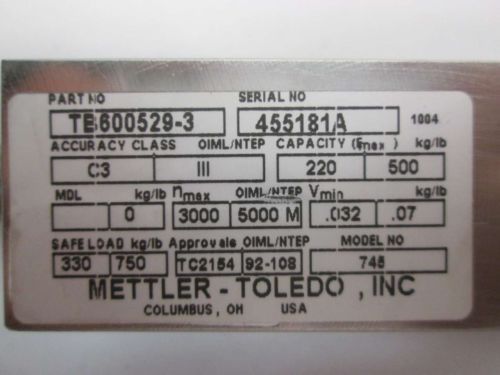 PART NO SERIAL NO
TB600529-3 455181A 1004
ACCURACY CLASS OIML/NTEP CAPACITY (Emax) kg/lb
C3 III 220 500
MDL kg/lb nmax OIML/NTEP Vmin kg/lb
0 3000 5000 M .032 .07
SAFE LOAD kg/lb Approvals OIML/NTEP MODEL NO
330 750 TC2154 92-108 745
METTLER - TOLEDO , INC
COLUMBUS, OH USA